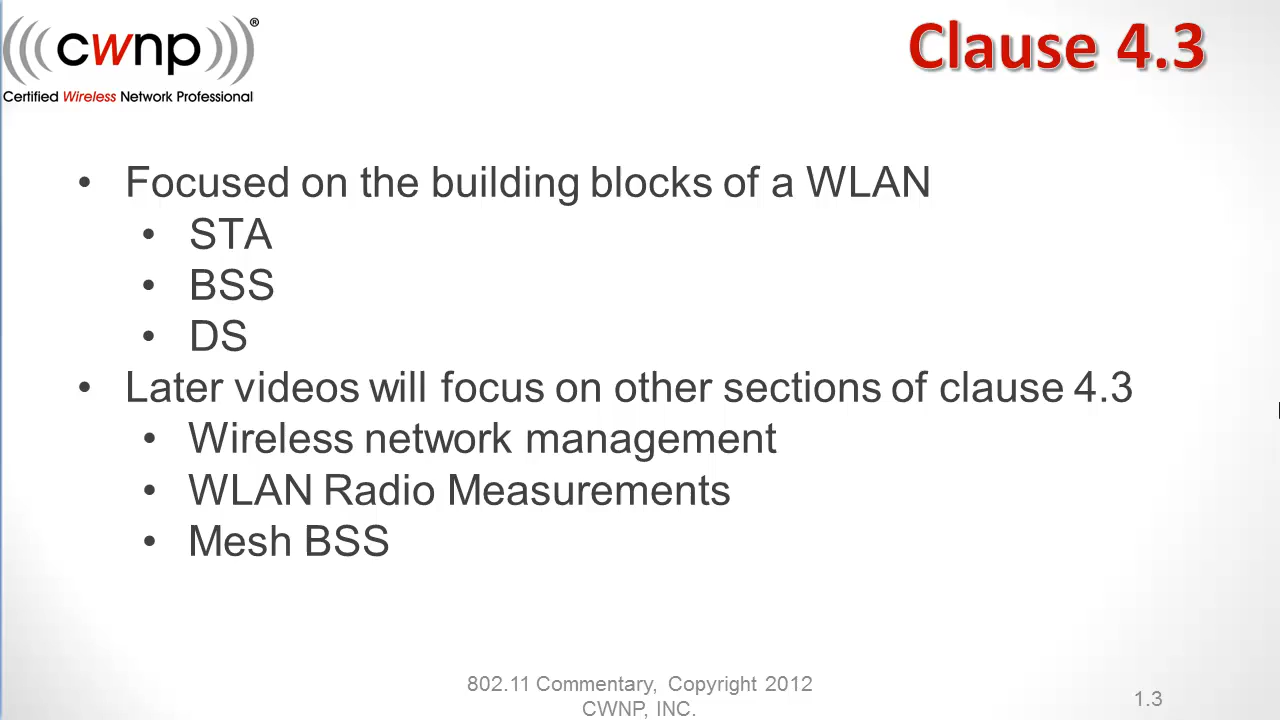 cwnp®
Certified Wireless Network Professional
Clause 4.3
• Focused on the building blocks of a WLAN
• STA
• BSS
• DS
• Later videos will focus on other sections of clause 4.3
• Wireless network management
• WLAN Radio Measurements
• Mesh BSS
802.11 Commentary, Copyright 2012
CWNP, INC.
1.3